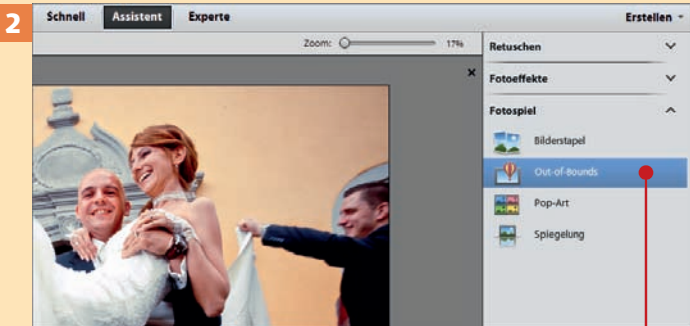 2
Schnell Assistent Experte Erstellen
Zoom: 17% Retuschen
Fotoeffekte
Fotospiel
Bilderstapel
Out-of-Bounds
Pop-Art
Spiegelung